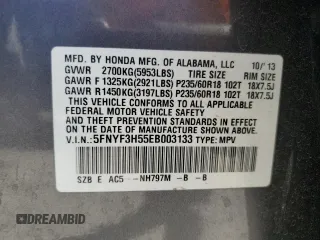 MFD. BY HONDA MFG. OF ALABAMA, LLC 10/13
GVWR 2700KG(5953LBS) TIRE SIZE RIM SIZE
GAWR F 1325KG(2921LBS) P235/60R18 102T 18X7.5J
GAWR R 1450KG(3197LBS) P235/60R18 102T 18X7.5J
THIS VEHICLE CONFORMS TO ALL APPLICABLE
FEDERAL MOTOR VEHICLE SAFETY AND THEFT
PREVENTION STANDARDS IN EFFECT ON THE DATE
OF MANUFACTURE SHOWN ABOVE.
V.I.N.: 5FNYF3H55EB003133 TYPE: MPV
SZB E AC5 --NH797M -B -B
© AUTOBIDMASTER